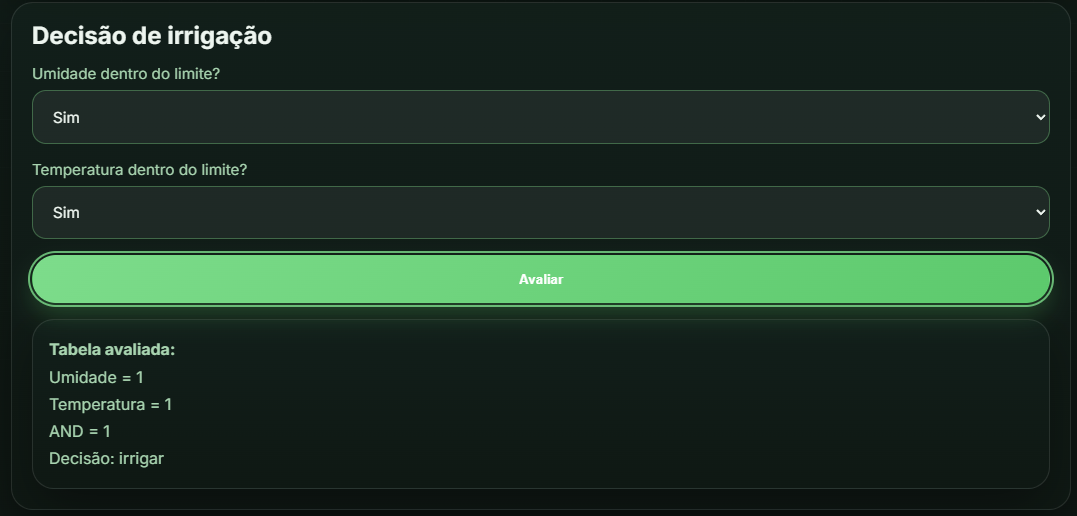 Decisão de irrigação
Umidade dentro do limite?
Sim
Temperatura dentro do limite?
Sim
Avaliar
Tabela avaliada:
Umidade = 1
Temperatura = 1
AND = 1
Decisão: irrigar